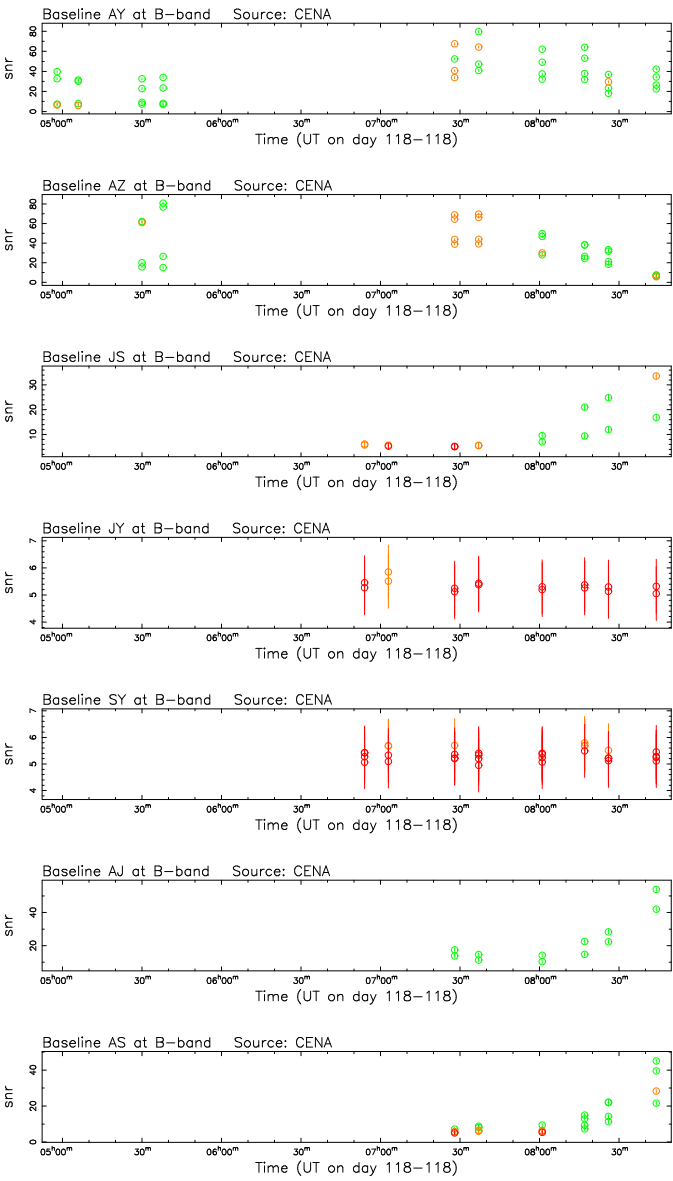 Baseline AY at B-band Source: CENA
snr
80
60
40
20
0
05h00m 30m 06h00m 30m 07h00m 30m 08h00m 30m
Time (UT on day 118-118)
Baseline AZ at B-band Source: CENA
snr
80
60
40
20
0
05h00m 30m 06h00m 30m 07h00m 30m 08h00m 30m
Time (UT on day 118-118)
Baseline JS at B-band Source: CENA
snr
30
20
10
05h00m 30m 06h00m 30m 07h00m 30m 08h00m 30m
Time (UT on day 118-118)
Baseline JY at B-band Source: CENA
snr
7
6
5
4
05h00m 30m 06h00m 30m 07h00m 30m 08h00m 30m
Time (UT on day 118-118)
Baseline SY at B-band Source: CENA
snr
7
6
5
4
05h00m 30m 06h00m 30m 07h00m 30m 08h00m 30m
Time (UT on day 118-118)
Baseline AJ at B-band Source: CENA
snr
40
20
05h00m 30m 06h00m 30m 07h00m 30m 08h00m 30m
Time (UT on day 118-118)
Baseline AS at B-band Source: CENA
snr
40
20
0
05h00m 30m 06h00m 30m 07h00m 30m 08h00m 30m
Time (UT on day 118-118)